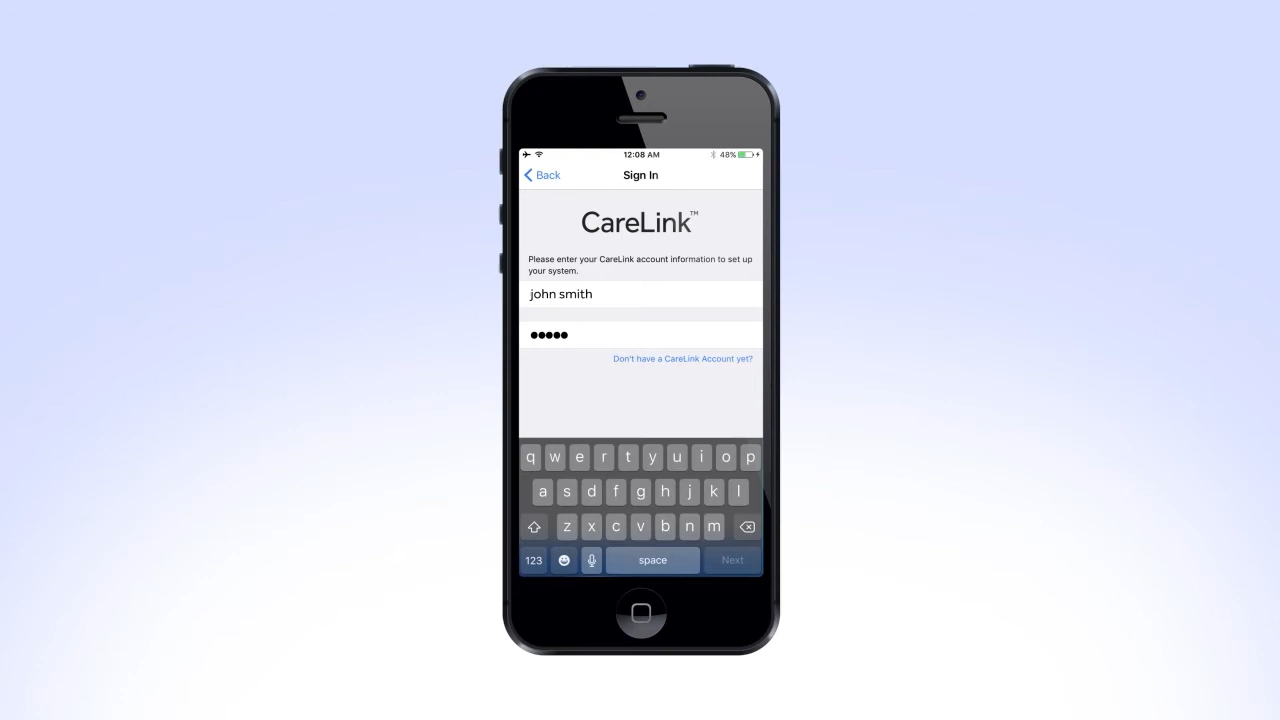 12:08 AM
48%
Back
Sign In
CareLink™
Please enter your CareLink account information to set up
your system.
john smith
●●●●●
Don't have a CareLink Account yet?
q w e r t y u i o p
a s d f g h j k l
z x c v b n m
123
space
Next